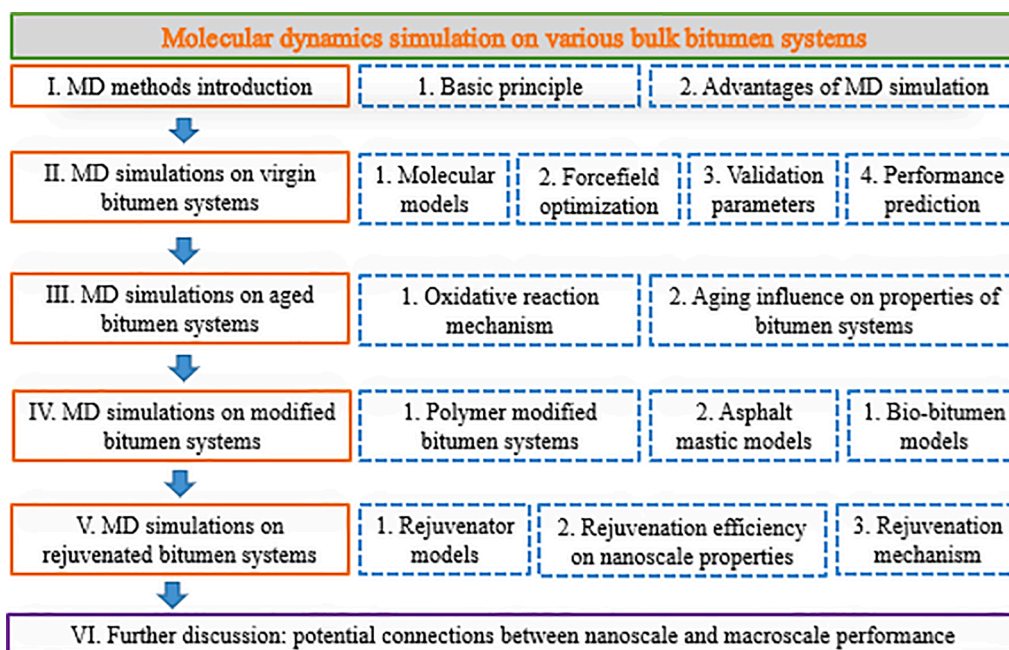 Molecular dynamics simulation on various bulk bitumen systems
I. MD methods introduction
1. Basic principle
2. Advantages of MD simulation
II. MD simulations on virgin
bitumen systems
1. Molecular
models
2. Forcefield
optimization
3. Validation
parameters
4. Performance
prediction
III. MD simulations on aged
bitumen systems
1. Oxidative reaction
mechanism
2. Aging influence on properties of
bitumen systems
IV. MD simulations on modified
bitumen systems
1. Polymer modified
bitumen systems
2. Asphalt
mastic models
1. Bio-bitumen
models
V. MD simulations on
rejuvenated bitumen systems
1. Rejuvenator
models
2. Rejuvenation efficiency
on nanoscale properties
3. Rejuvenation
mechanism
VI. Further discussion: potential connections between nanoscale and macroscale performance